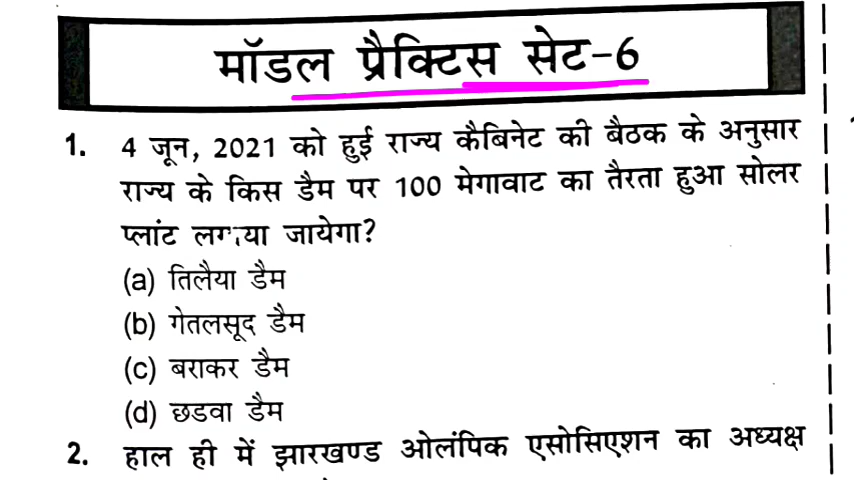 मॉडल प्रैक्टिस सेट-6
1. 4 जून, 2021 को हुई राज्य कैबिनेट की बैठक के अनुसार
राज्य के किस डैम पर 100 मेगावाट का तैरता हुआ सोलर
प्लांट लगाया जायेगा?
(a) तिलैया डैम
(b) गेतलसूद डैम
(c) बराकर डैम
(d) छडवा डैम
2. हाल ही में झारखण्ड ओलंपिक एसोसिएशन का अध्यक्ष